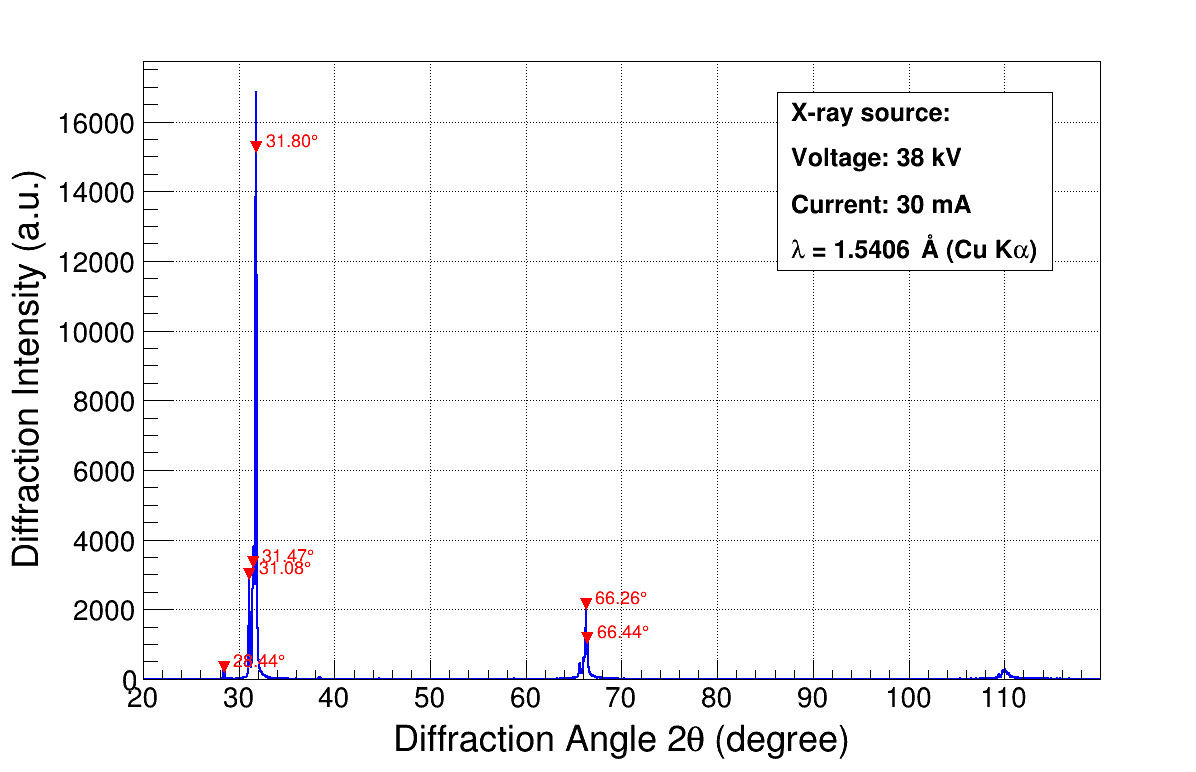 X-ray source:
Voltage: 38 kV
Current: 30 mA
λ = 1.5406 Å (Cu Kα)
Diffraction Intensity (a.u.)
16000
14000
12000
10000
8000
6000
4000
2000
0
31.80°
31.47°
31.08°
28.44°
66.26°
66.44°
20 30 40 50 60 70 80 90 100 110
Diffraction Angle 2θ (degree)